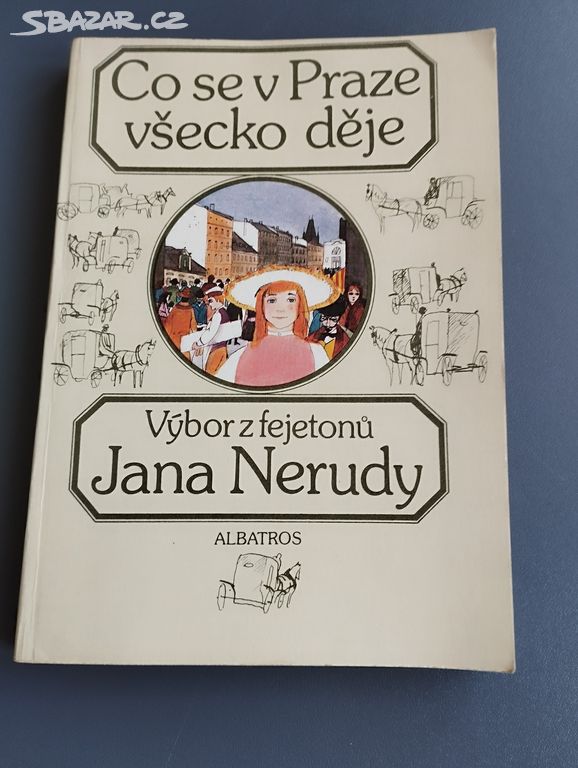 SBAZAR.CZ
Co se v Praze
všecko děje
Výbor z fejetonů
Jana Nerudy
ALBATROS